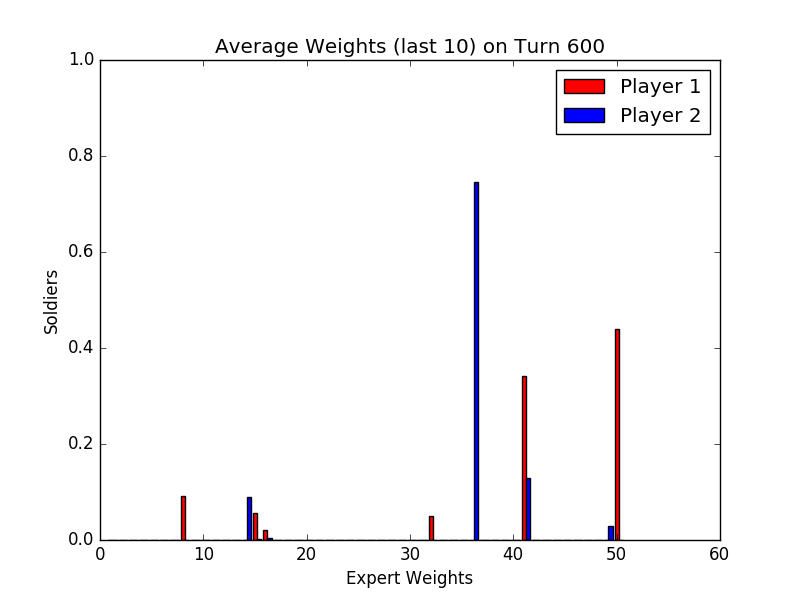 Average Weights (last 10) on Turn 600
1.0
Player 1
Player 2
0.8
0.6
Soldiers
0.4
0.2
0.0
0 10 20 30 40 50 60
Expert Weights